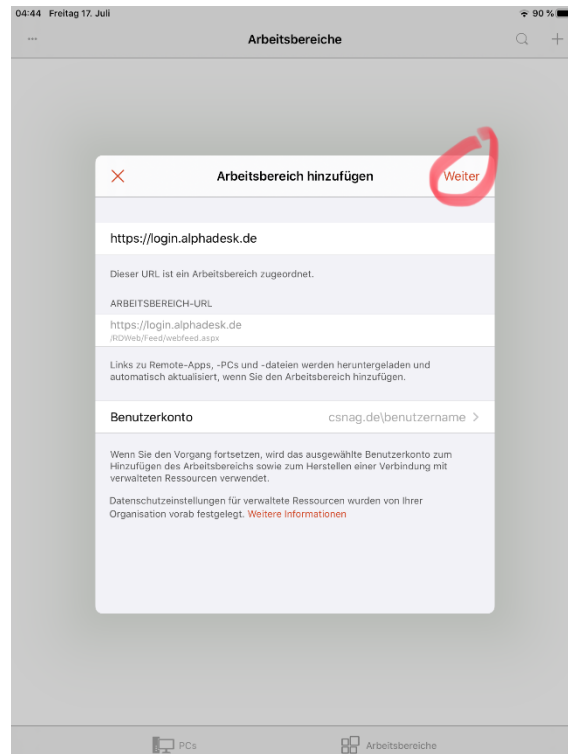 04:44 Freitag 17. Juli 90 %
... Arbeitsbereiche
Arbeitsbereich hinzufügen Weiter
https://login.alphadesk.de
Dieser URL ist ein Arbeitsbereich zugeordnet.
ARBEITSBEREICH-URL
https://login.alphadesk.de
/RDWeb/Feed/webfeed.aspx
Links zu Remote-Apps, -PCs und -dateien werden heruntergeladen und
automatisch aktualisiert, wenn Sie den Arbeitsbereich hinzufügen.
Benutzerkonto csnag.de\benutzername
Wenn Sie den Vorgang fortsetzen, wird das ausgewählte Benutzerkonto zum
Hinzufügen des Arbeitsbereichs sowie zum Herstellen einer Verbindung mit
verwalteten Ressourcen verwendet.
Datenschutzeinstellungen für verwaltete Ressourcen wurden von Ihrer
Organisation vorab festgelegt. Weitere Informationen
PCs Arbeitsbereiche